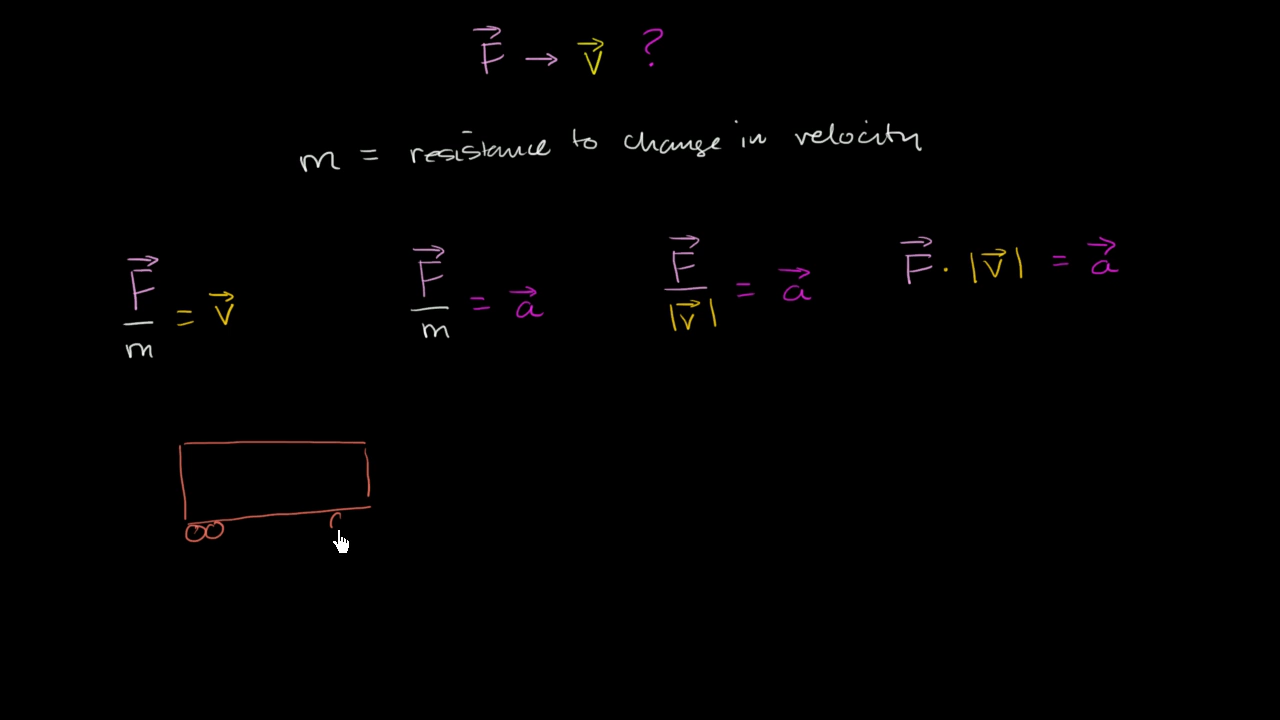 F⃗ → v⃗ ?
m = resistance to change in velocity
F⃗/m = v⃗
F⃗/m = a⃗
F⃗/|v⃗| = a⃗
F⃗ · |v⃗| = a⃗